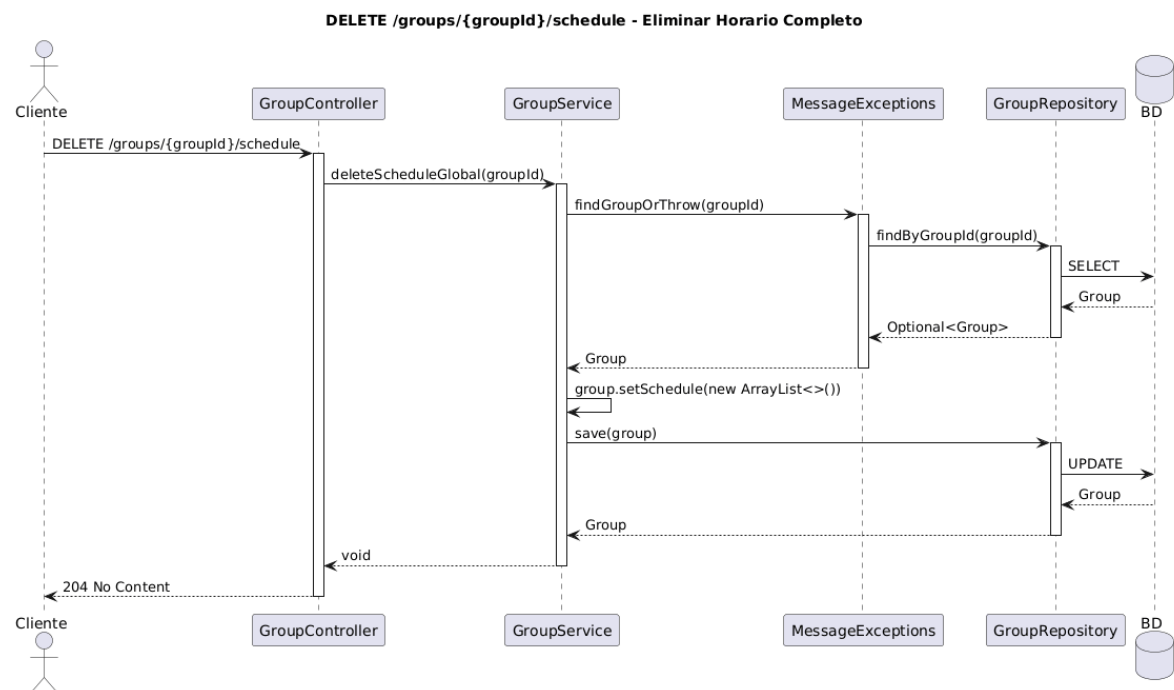 DELETE /groups/{groupId}/schedule - Eliminar Horario Completo
Cliente
GroupController
GroupService
MessageExceptions
GroupRepository
BD
DELETE /groups/{groupId}/schedule
deleteScheduleGlobal(groupId)
findGroupOrThrow(groupId)
findByGroupId(groupId)
SELECT
Group
Optional<Group>
Group
group.setSchedule(new ArrayList<>())
save(group)
UPDATE
Group
Group
void
204 No Content
Cliente
GroupController
GroupService
MessageExceptions
GroupRepository
BD